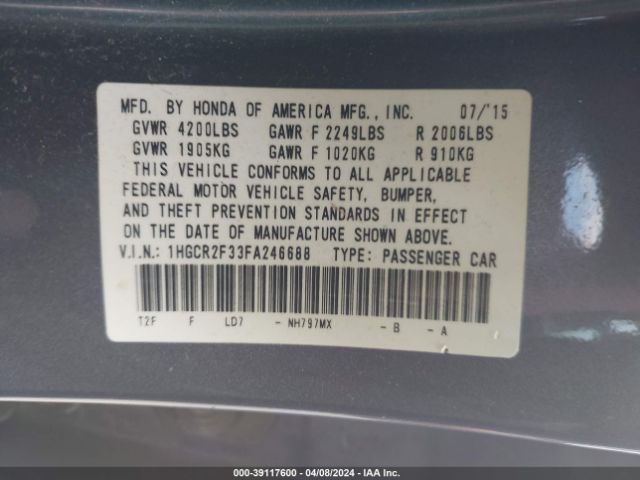 MFD. BY HONDA OF AMERICA MFG., INC. 07/'15
GVWR 4200LBS GAWR F 2249LBS R 2006LBS
GVWR 1905KG GAWR F 1020KG R 910KG
THIS VEHICLE CONFORMS TO ALL APPLICABLE
FEDERAL MOTOR VEHICLE SAFETY, BUMPER,
AND THEFT PREVENTION STANDARDS IN EFFECT
ON THE DATE OF MANUFACTURE SHOWN ABOVE.
V.I.N.: 1HGCR2F33FA246688 TYPE: PASSENGER CAR
T2F F LD7 - NH797MX - B - A
000-39117600 / 04/08/2024 / IAA Inc.